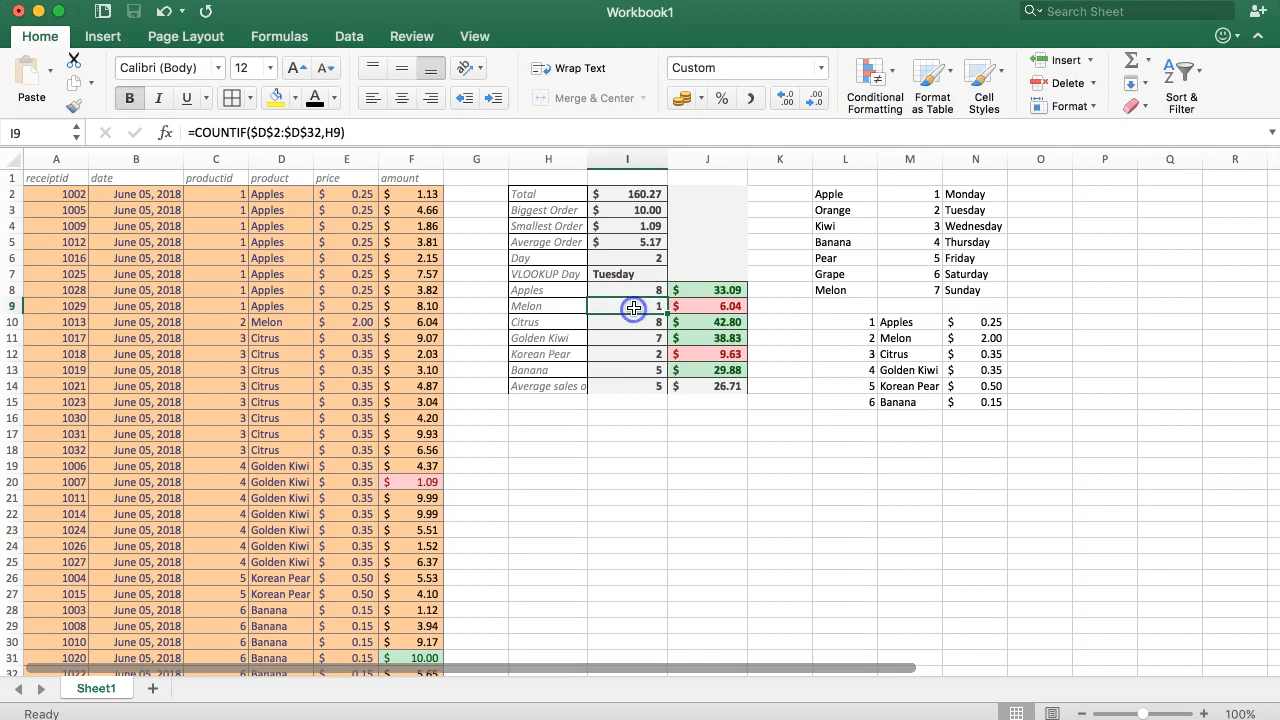 Workbook1
Search Sheet
Home Insert Page Layout Formulas Data Review View
Paste
Calibri (Body) 12
Wrap Text
Merge & Center
Custom
Conditional Formatting
Format as Table
Cell Styles
Insert
Delete
Format
Sort & Filter
I9 fx =COUNTIF($D$2:$D$32,H9)
A B C D E F G H I J K L M N O P Q R
1 receiptid date productid product price amount
2 1002 June 05, 2018 1 Apples $ 0.25 $ 1.13 Total $ 160.27 Apple 1 Monday
3 1005 June 05, 2018 1 Apples $ 0.25 $ 4.66 Biggest Order $ 10.00 Orange 2 Tuesday
4 1009 June 05, 2018 1 Apples $ 0.25 $ 1.86 Smallest Order $ 1.09 Kiwi 3 Wednesday
5 1012 June 05, 2018 1 Apples $ 0.25 $ 3.81 Average Order $ 5.17 Banana 4 Thursday
6 1016 June 05, 2018 1 Apples $ 0.25 $ 2.15 Day 2 Pear 5 Friday
7 1025 June 05, 2018 1 Apples $ 0.25 $ 7.57 VLOOKUP Day Tuesday Grape 6 Saturday
8 1001 June 05, 2018 1 Apples $ 0.25 $ 3.82 Apples 8 $ 33.09 Melon 7 Sunday
9 1029 June 05, 2018 1 Apples $ 0.25 $ 8.10 Melon 1 $ 6.04
10 1013 June 05, 2018 2 Melon $ 2.00 $ 6.04 Citrus 8 $ 42.80 1 Apples $ 0.25
11 1017 June 05, 2018 3 Citrus $ 0.35 $ 9.07 Golden Kiwi 7 $ 38.83 2 Melon $ 2.00
12 1018 June 05, 2018 3 Citrus $ 0.35 $ 2.03 Korean Pear 2 $ 9.63 3 Citrus $ 0.35
13 1019 June 05, 2018 3 Citrus $ 0.35 $ 3.10 Banana 5 $ 29.88 4 Golden Kiwi $ 0.35
14 1021 June 05, 2018 3 Citrus $ 0.35 $ 4.87 Average sales o 5 $ 26.71 5 Korean Pear $ 0.50
15 1023 June 05, 2018 3 Citrus $ 0.35 $ 3.04 6 Banana $ 0.15
16 1030 June 05, 2018 3 Citrus $ 0.35 $ 4.20
17 1031 June 05, 2018 3 Citrus $ 0.35 $ 9.93
18 1032 June 05, 2018 3 Citrus $ 0.35 $ 6.56
19 1006 June 05, 2018 4 Golden Kiwi $ 0.35 $ 4.37
20 1007 June 05, 2018 4 Golden Kiwi $ 0.35 $ 1.09
21 1011 June 05, 2018 4 Golden Kiwi $ 0.35 $ 9.99
22 1014 June 05, 2018 4 Golden Kiwi $ 0.35 $ 9.99
23 1024 June 05, 2018 4 Golden Kiwi $ 0.35 $ 5.51
24 1026 June 05, 2018 4 Golden Kiwi $ 0.35 $ 1.52
25 1027 June 05, 2018 4 Golden Kiwi $ 0.35 $ 6.37
26 1004 June 05, 2018 5 Korean Pear $ 0.50 $ 5.53
27 1015 June 05, 2018 5 Korean Pear $ 0.50 $ 4.10
28 1003 June 05, 2018 6 Banana $ 0.15 $ 1.12
29 1008 June 05, 2018 6 Banana $ 0.15 $ 3.94
30 1010 June 05, 2018 6 Banana $ 0.15 $ 9.17
31 1020 June 05, 2018 6 Banana $ 0.15 $ 10.00
32 1022 June 05, 2018 6 Banana $ 0.15 $ 5.65
Sheet1
Ready 100%